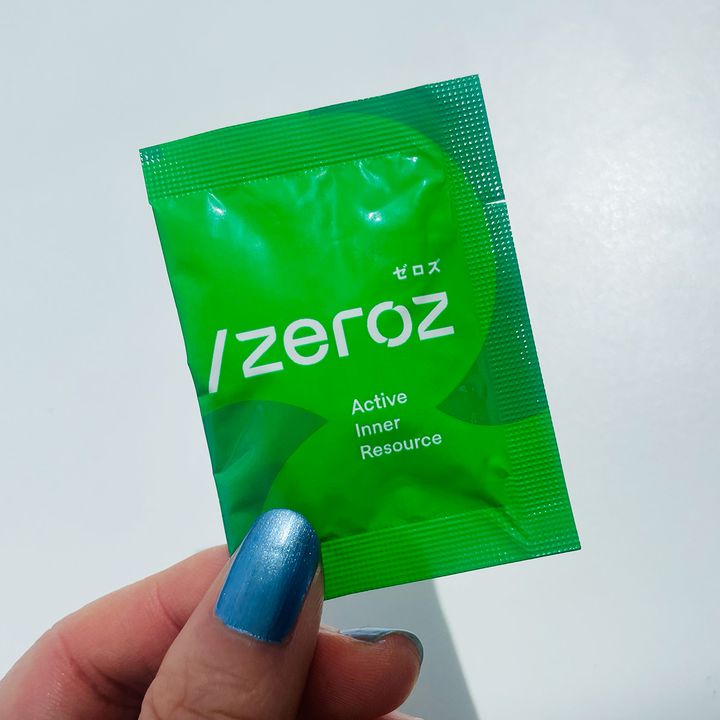 ゼロズ
/zeroz
Active
Inner
Resource